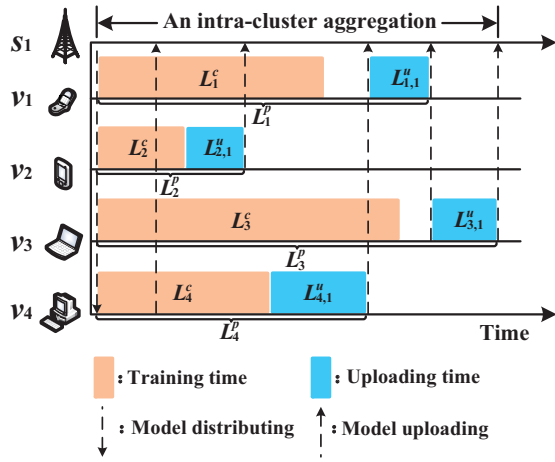 An intra-cluster aggregation
s₁
L₁ᶜ
L₁,₁ᵘ
v₁
L₁ᵖ
L₂ᶜ
L₂,₁ᵘ
v₂
L₂ᵖ
L₃ᶜ
L₃,₁ᵘ
v₃
L₃ᵖ
L₄ᶜ
L₄,₁ᵘ
v₄
L₄ᵖ
Time
: Training time : Uploading time
: Model distributing : Model uploading